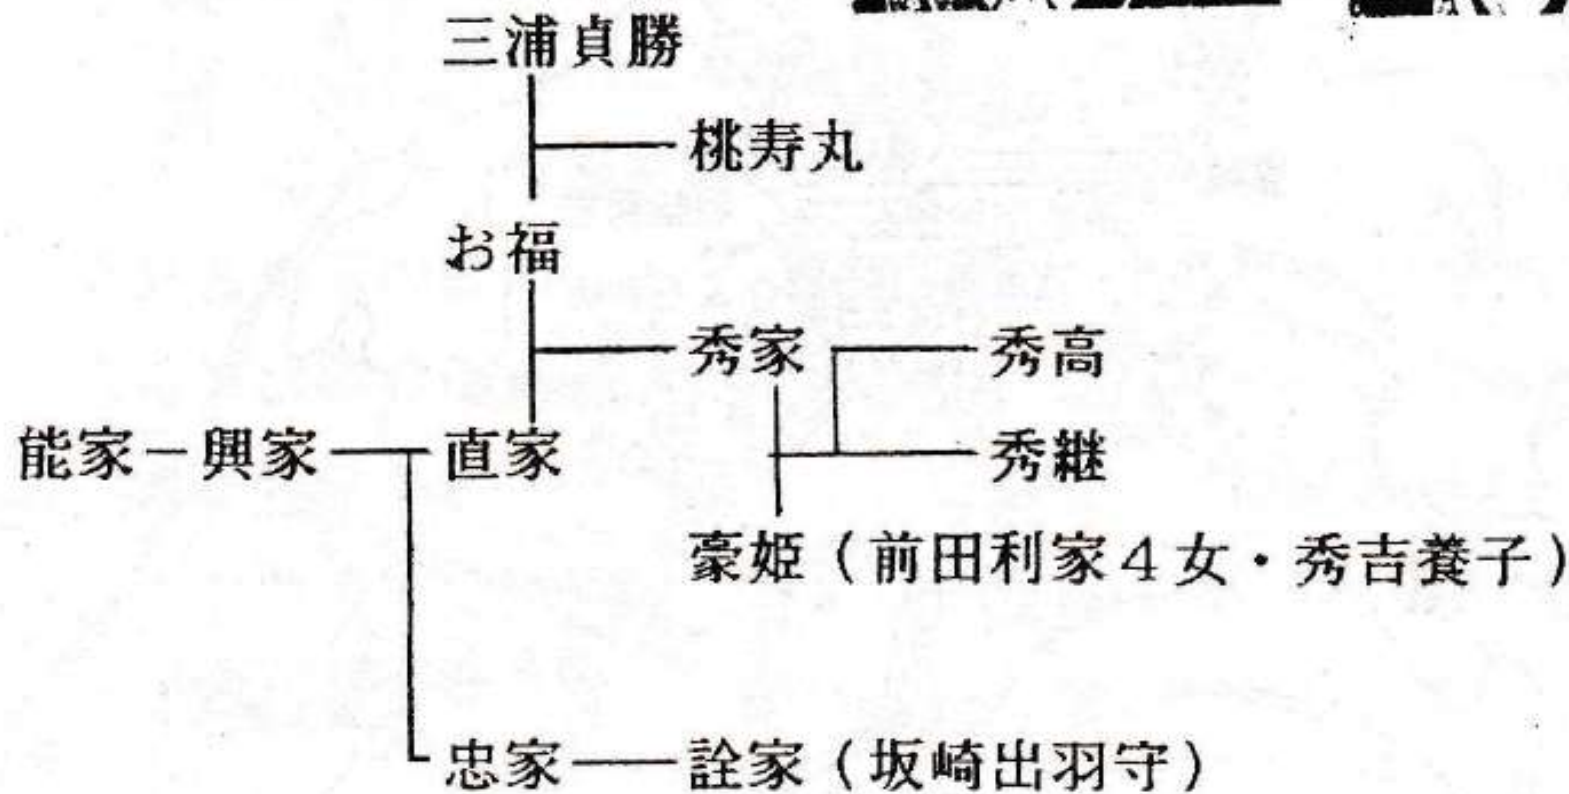 三浦貞勝
桃寿丸
お福
秀家 秀高
能家 興家 直家 秀継
豪姫（前田利家４女・秀吉養子）
忠家 詮家（坂崎出羽守）